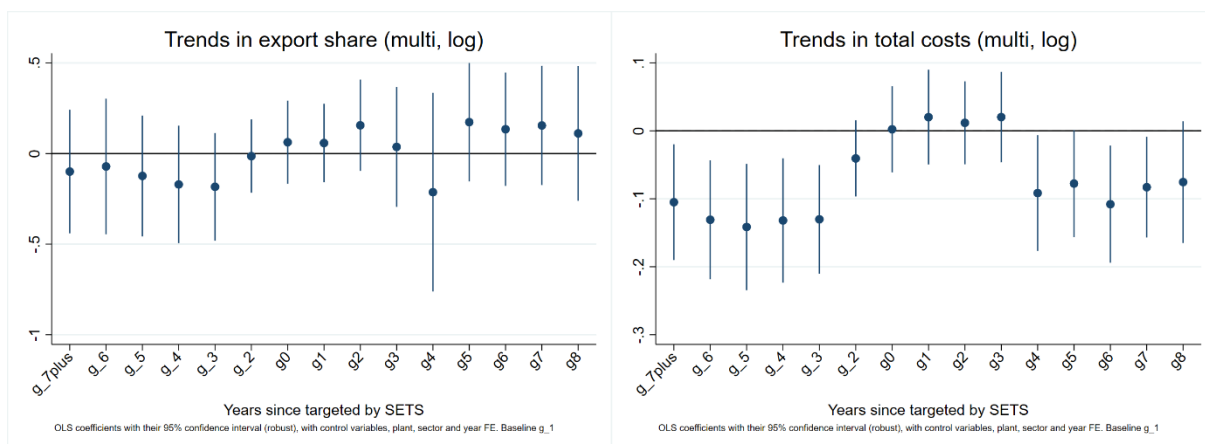 Trends in export share (multi, log)
.5
0
-.5
-1
g_7plus
g_6
g_5
g_4
g_3
g_2
g0
g1
g2
g3
g4
g5
g6
g7
g8
Years since targeted by SETS
OLS coefficients with their 95% confidence interval (robust), with control variables, plant, sector and year FE. Baseline g_1
Trends in total costs (multi, log)
.1
0
-.1
-.2
-.3
g_7plus
g_6
g_5
g_4
g_3
g_2
g0
g1
g2
g3
g4
g5
g6
g7
g8
Years since targeted by SETS
OLS coefficients with their 95% confidence interval (robust), with control variables, plant, sector and year FE. Baseline g_1